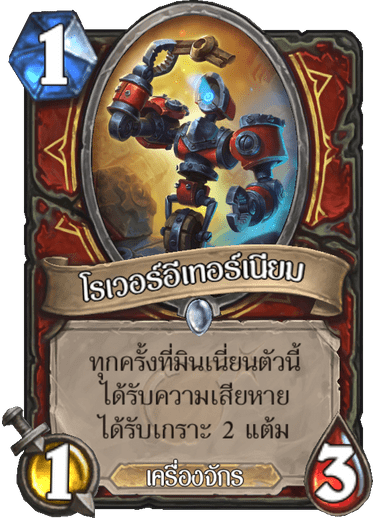 1
โรเวอร์อีเทอร์เนียม
ทุกครั้งที่มินเนี่ยนตัวนี้
ได้รับความเสียหาย
ได้รับเกราะ 2 แต้ม
เครื่องจักร
1
3